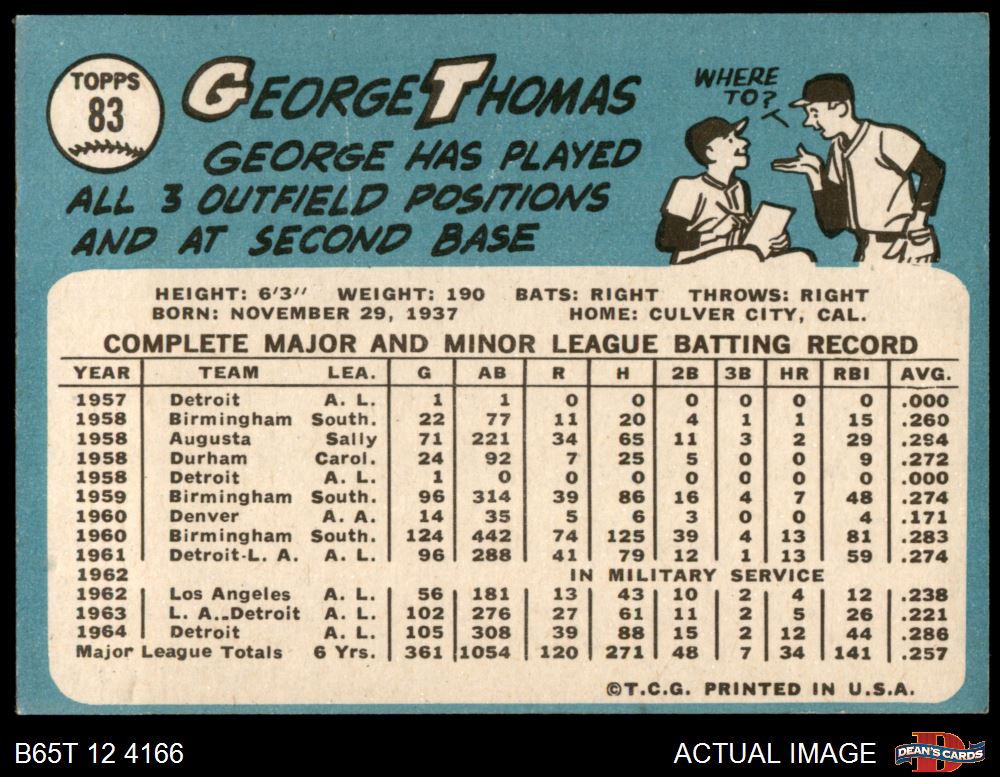 TOPPS
83
GEORGE THOMAS
GEORGE HAS PLAYED
ALL 3 OUTFIELD POSITIONS
AND AT SECOND BASE
WHERE
TO?
HEIGHT: 6'3" WEIGHT: 190 BATS: RIGHT THROWS: RIGHT
BORN: NOVEMBER 29, 1937 HOME: CULVER CITY, CAL.
COMPLETE MAJOR AND MINOR LEAGUE BATTING RECORD
YEAR TEAM LEA. G AB R H 2B 3B HR RBI AVG.
1957 Detroit A. L. 1 1 0 0 0 0 0 0 .000
1958 Birmingham South. 22 77 11 20 4 1 1 15 .260
1958 Augusta Sally 71 221 34 65 11 3 2 29 .294
1958 Durham Carol. 24 92 7 25 5 0 0 9 .272
1958 Detroit A. L. 1 0 0 0 0 0 0 0 .000
1959 Birmingham South. 96 314 39 86 16 4 7 48 .274
1960 Denver A. A. 14 35 5 6 3 0 0 4 .171
1960 Birmingham South. 124 442 74 125 39 4 13 81 .283
1961 Detroit-L. A. A. L. 96 288 41 79 12 1 13 59 .274
1962 IN MILITARY SERVICE
1962 Los Angeles A. L. 56 181 13 43 10 2 4 12 .238
1963 L. A..Detroit A. L. 102 276 27 61 11 2 5 26 .221
1964 Detroit A. L. 105 308 39 88 15 2 12 44 .286
Major League Totals 6 Yrs. 361 1054 120 271 48 7 34 141 .257
©T.C.G. PRINTED IN U.S.A.
B65T 12 4166 ACTUAL IMAGE D DEAN'S CARDS